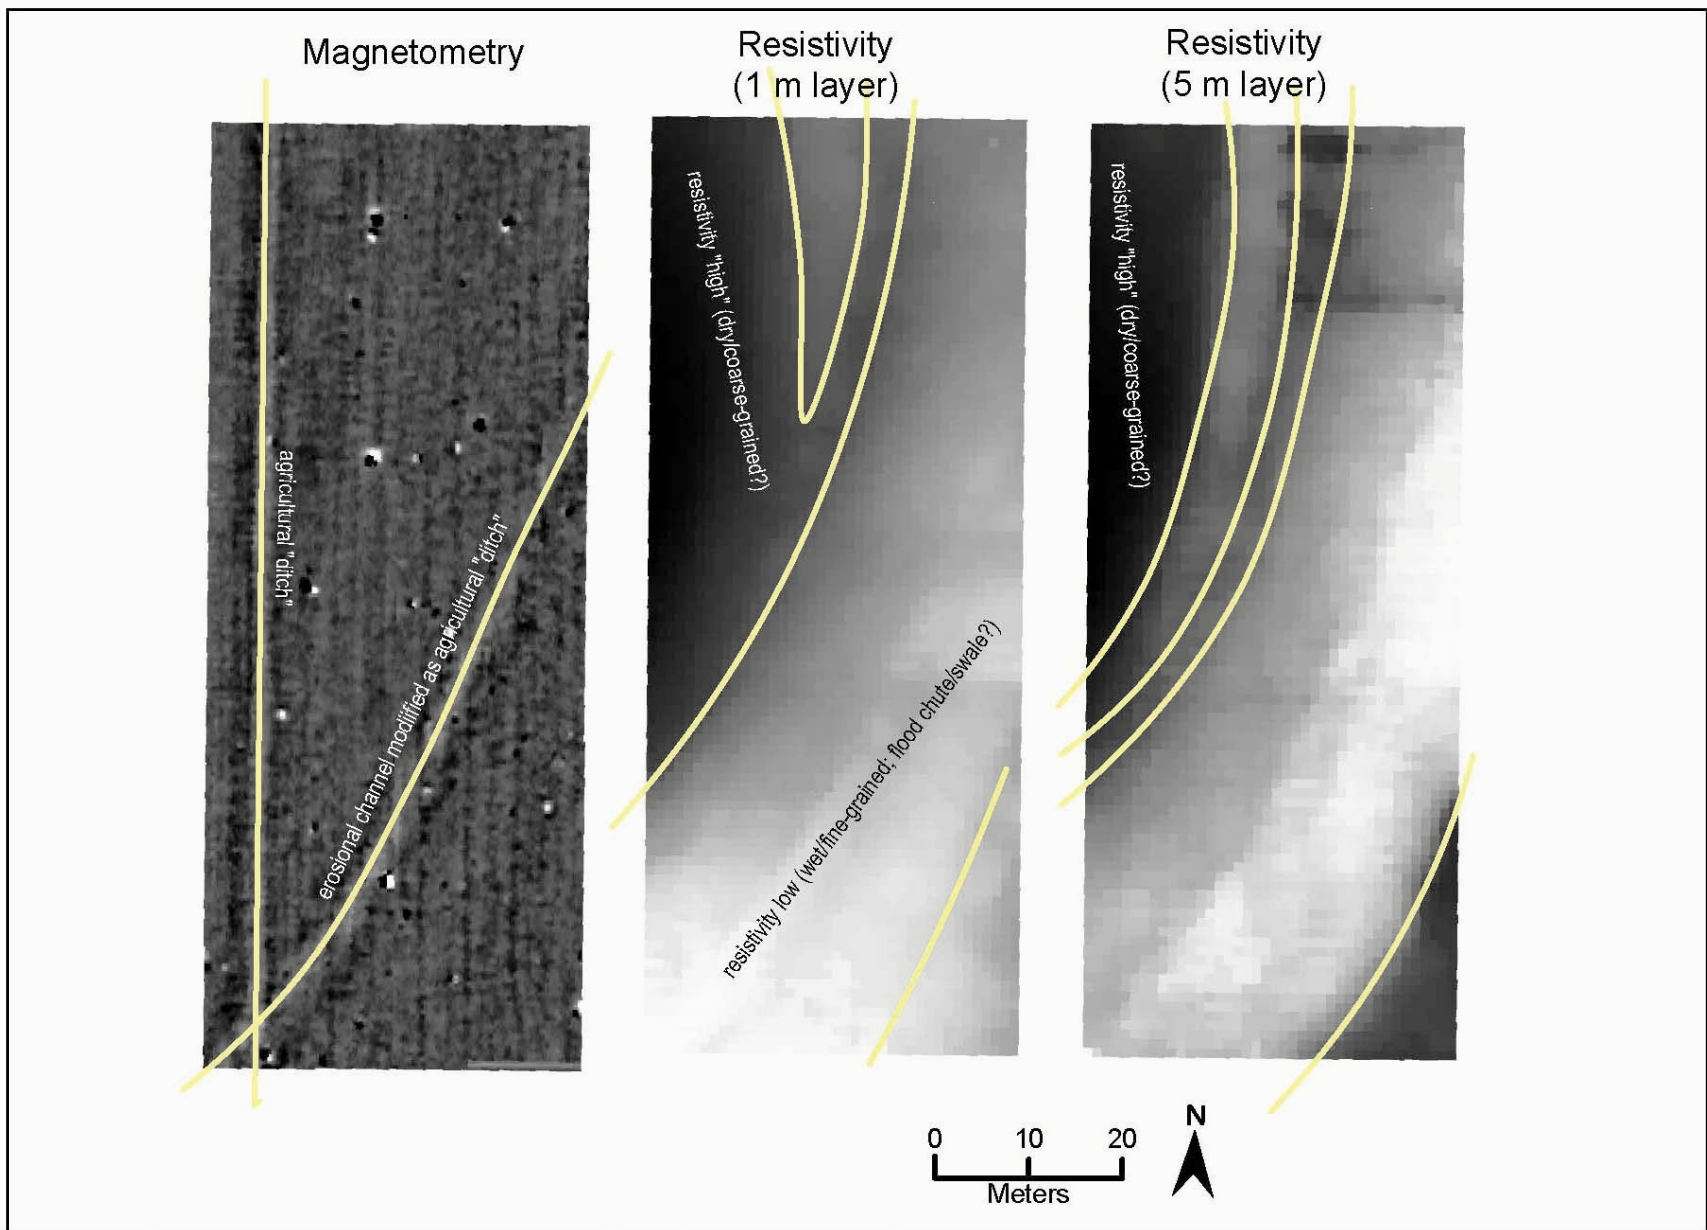 Magnetometry
Resistivity
(1 m layer)
Resistivity
(5 m layer)
agricultural "ditch"
erosional channel modiified as agricultural "ditch"
resistivity "high" (dry/coarse-grained?)
resistivity low (wet/fine-grained; flood chute/swale?)
resistivity "high" (dry/coarse-grained?)
0 10 20
Meters
N